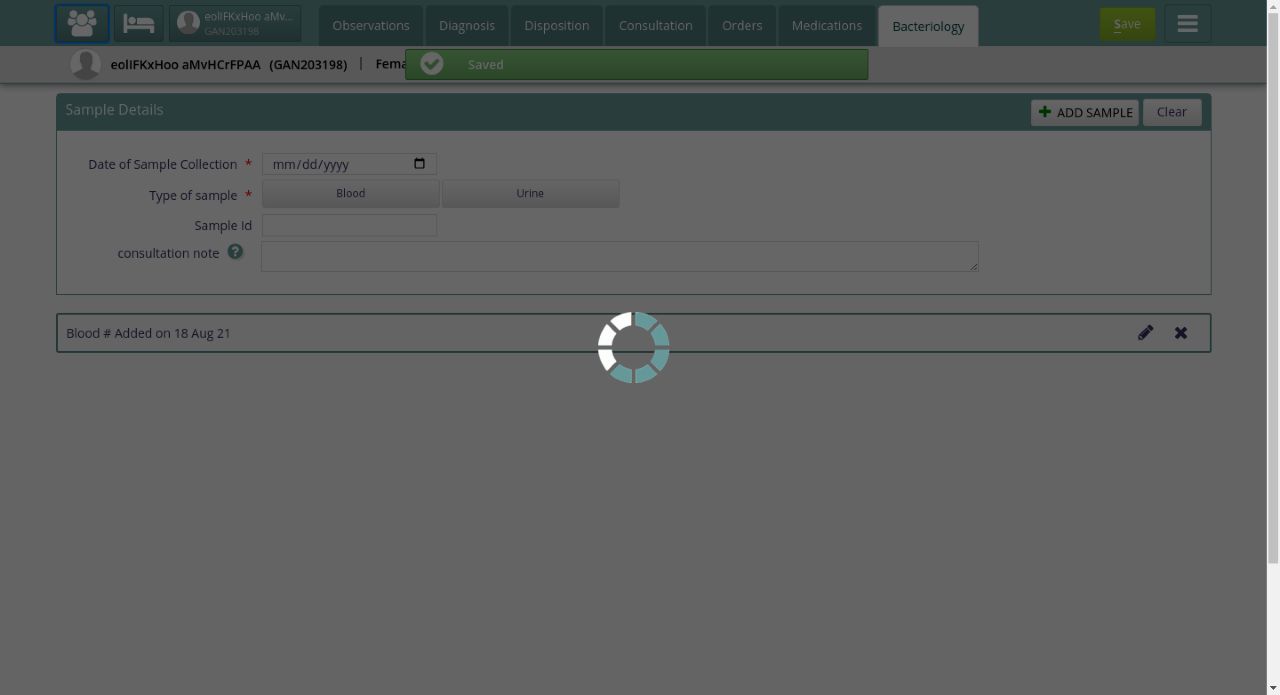 eolIFKxHoo aMv...
GAN203198
Observations
Diagnosis
Disposition
Consultation
Orders
Medications
Bacteriology
Save
eolIFKxHoo aMvHCrFPAA (GAN203198) | Fema
Saved
Sample Details
ADD SAMPLE
Clear
Date of Sample Collection *
mm/dd/yyyy
Type of sample *
Blood
Urine
Sample Id
consultation note ?
Blood # Added on 18 Aug 21